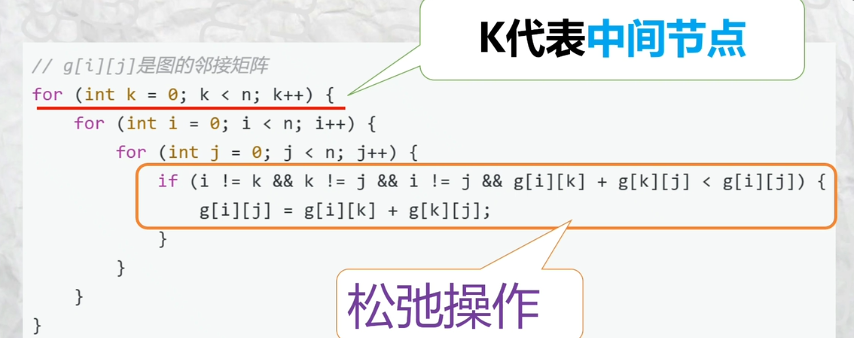 K代表中间节点
// g[i][j]是图的邻接矩阵
for (int k = 0; k < n; k++) {
    for (int i = 0; i < n; i++) {
        for (int j = 0; j < n; j++) {
            if (i != k && k != j && i != j && g[i][k] + g[k][j] < g[i][j]) {
                g[i][j] = g[i][k] + g[k][j];
            }
        }
    }
}
松弛操作